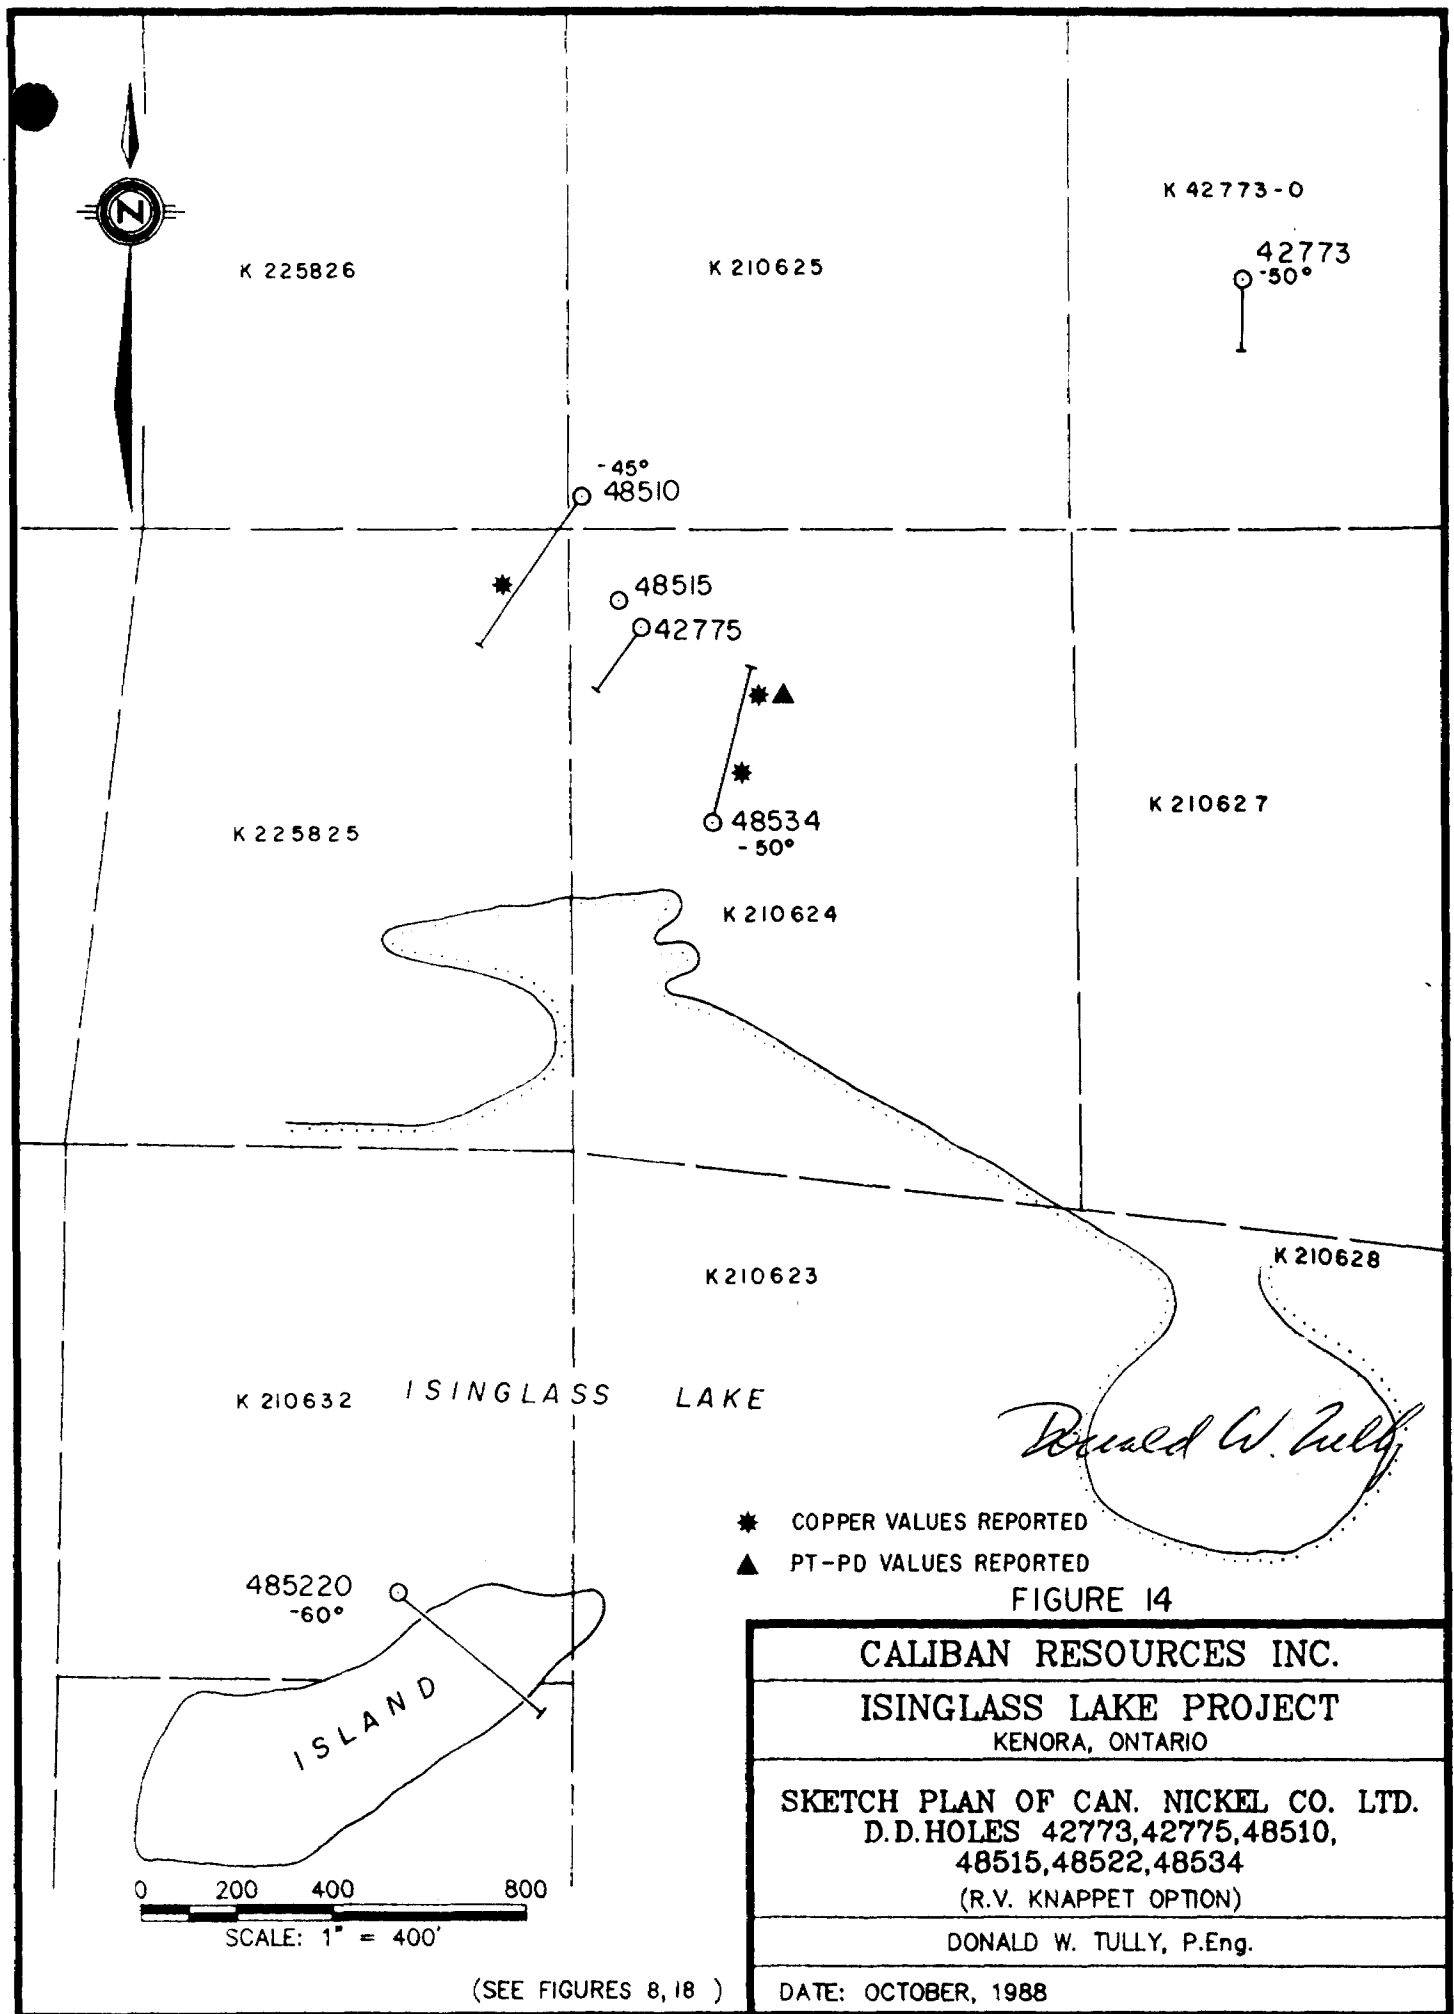 N
K 42773-0
42773
-50°
K 225826
K 210625
-45°
48510
48515
42775
48534
-50°
K 225825
K 210627
K 210624
K 210623
K 210628
K 210632
ISINGLASS LAKE
Donald W. Tully
COPPER VALUES REPORTED
PT-PD VALUES REPORTED
FIGURE 14
485220
-60°
ISLAND
0 200 400 800
SCALE: 1" = 400'
(SEE FIGURES 8,18 )
CALIBAN RESOURCES INC.
ISINGLASS LAKE PROJECT
KENORA, ONTARIO
SKETCH PLAN OF CAN. NICKEL CO. LTD.
D.D.HOLES 42773,42775,48510,
48515,48522,48534
(R.V. KNAPPET OPTION)
DONALD W. TULLY, P.Eng.
DATE: OCTOBER, 1988